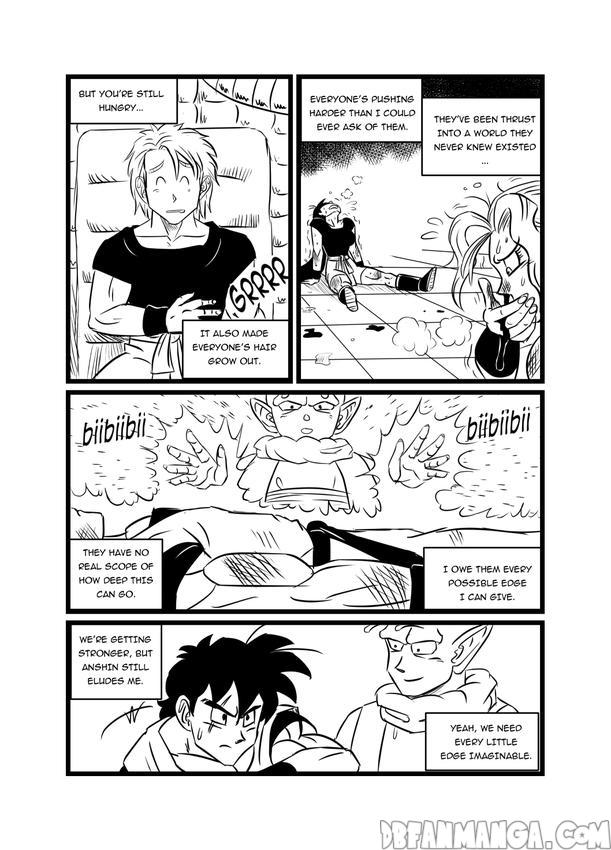 BUT YOU'RE STILL
HUNGRY...
GRRRR
IT ALSO MADE
EVERYONE'S HAIR
GROW OUT.
EVERYONE'S PUSHING
HARDER THAN I COULD
EVER ASK OF THEM.
THEY'VE BEEN THRUST
INTO A WORLD THEY
NEVER KNEW EXISTED
...
biibiibii
biibiibii
THEY HAVE NO
REAL SCOPE OF
HOW DEEP THIS
CAN GO.
I OWE THEM EVERY
POSSIBLE EDGE
I CAN GIVE.
WE'RE GETTING
STRONGER, BUT
ANSHIN STILL
ELUDES ME.
YEAH, WE NEED
EVERY LITTLE
EDGE IMAGINABLE.
DBFANMANGA.COM